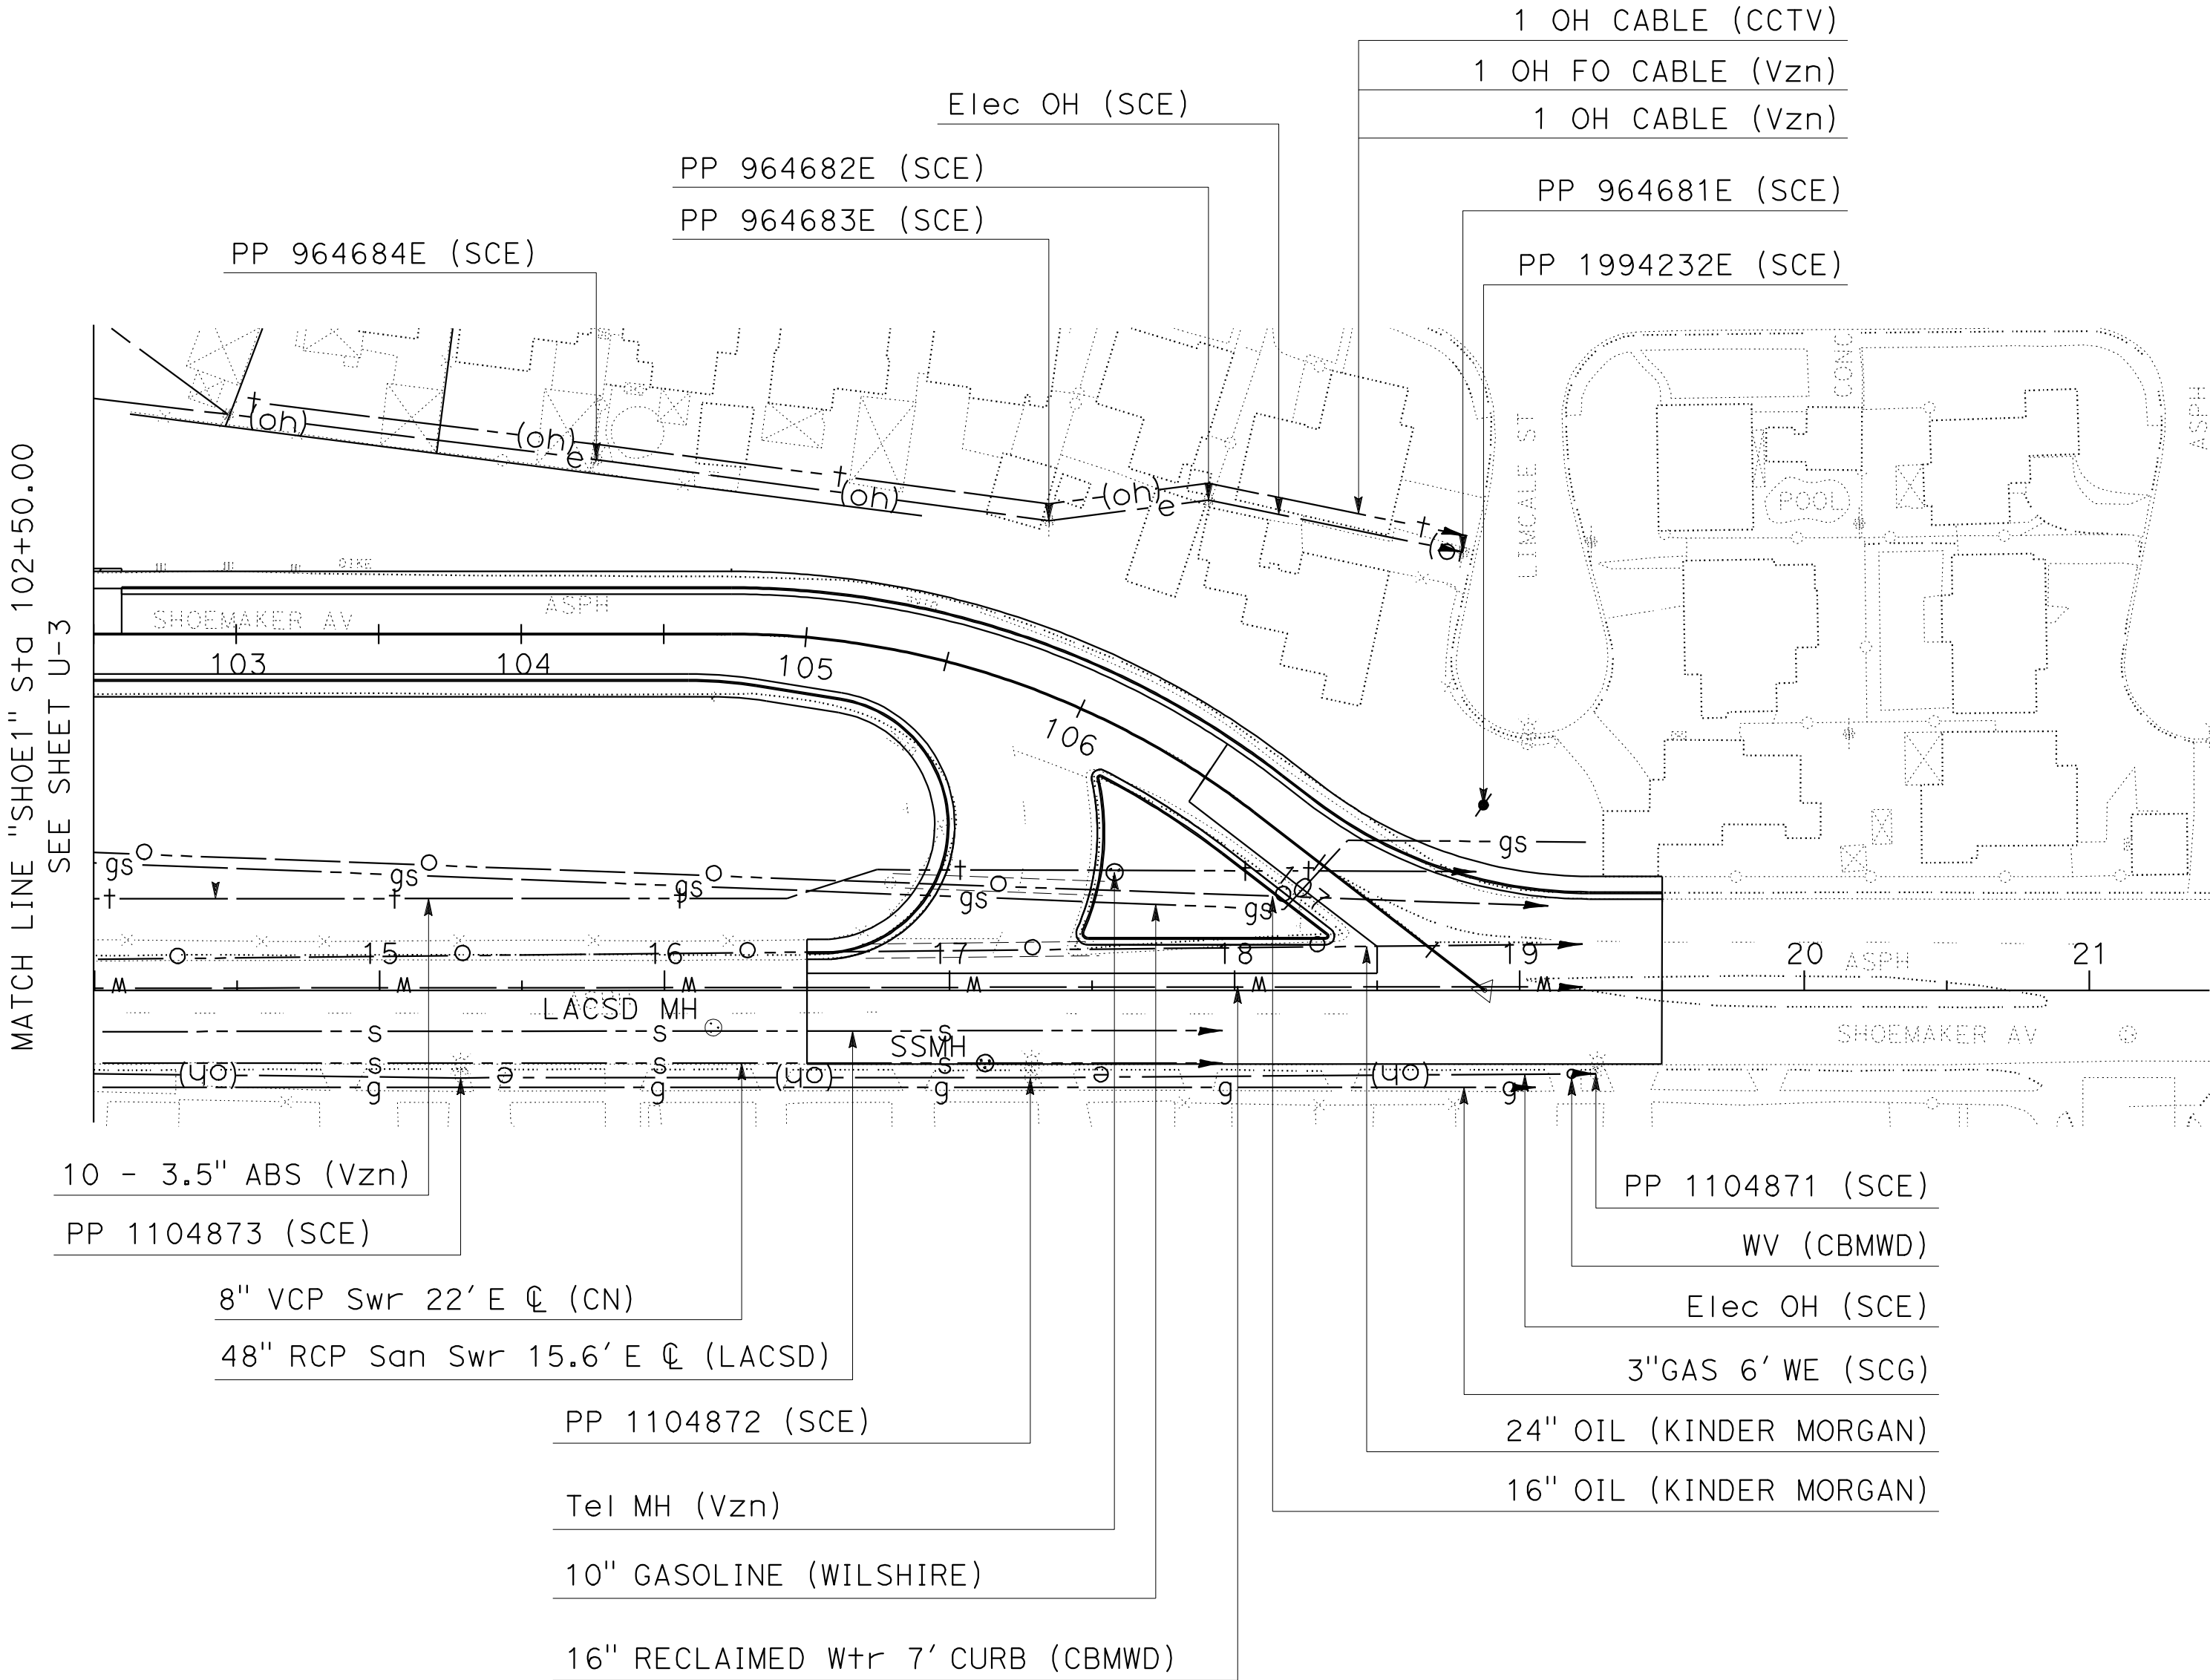 1 OH CABLE (CCTV)
1 OH FO CABLE (Vzn)
Elec OH (SCE)
1 OH CABLE (Vzn)
PP 964682E (SCE)
PP 964681E (SCE)
PP 964683E (SCE)
PP 964684E (SCE)
PP 1994232E (SCE)
CONC
ASPH
t
(oh)
(oh)
e
t
(oh)
(oh)
e
t
LIMCALE ST
POOL
MATCH LINE "SHOE1" Sta 102+50.00
SEE SHEET U-3
DIKE
SHOEMAKER AV
ASPH
103
104
105
106
gs
gs
gs
gs
gs
gs
t
t
t
t
t
t
15
16
17
18
19
20
21
ASPH
W
W
W
W
W
W
LACSD MH
s
s
s
SSMH
SHOEMAKER AV
s
s
s
(oh)
e
(oh)
e
(oh)
g
g
g
g
g
10 - 3.5" ABS (Vzn)
PP 1104873 (SCE)
8" VCP Swr 22' E ℄ (CN)
48" RCP San Swr 15.6' E ℄ (LACSD)
PP 1104872 (SCE)
Tel MH (Vzn)
10" GASOLINE (WILSHIRE)
16" RECLAIMED Wtr 7' CURB (CBMWD)
PP 1104871 (SCE)
WV (CBMWD)
Elec OH (SCE)
3"GAS 6' WE (SCG)
24" OIL (KINDER MORGAN)
16" OIL (KINDER MORGAN)